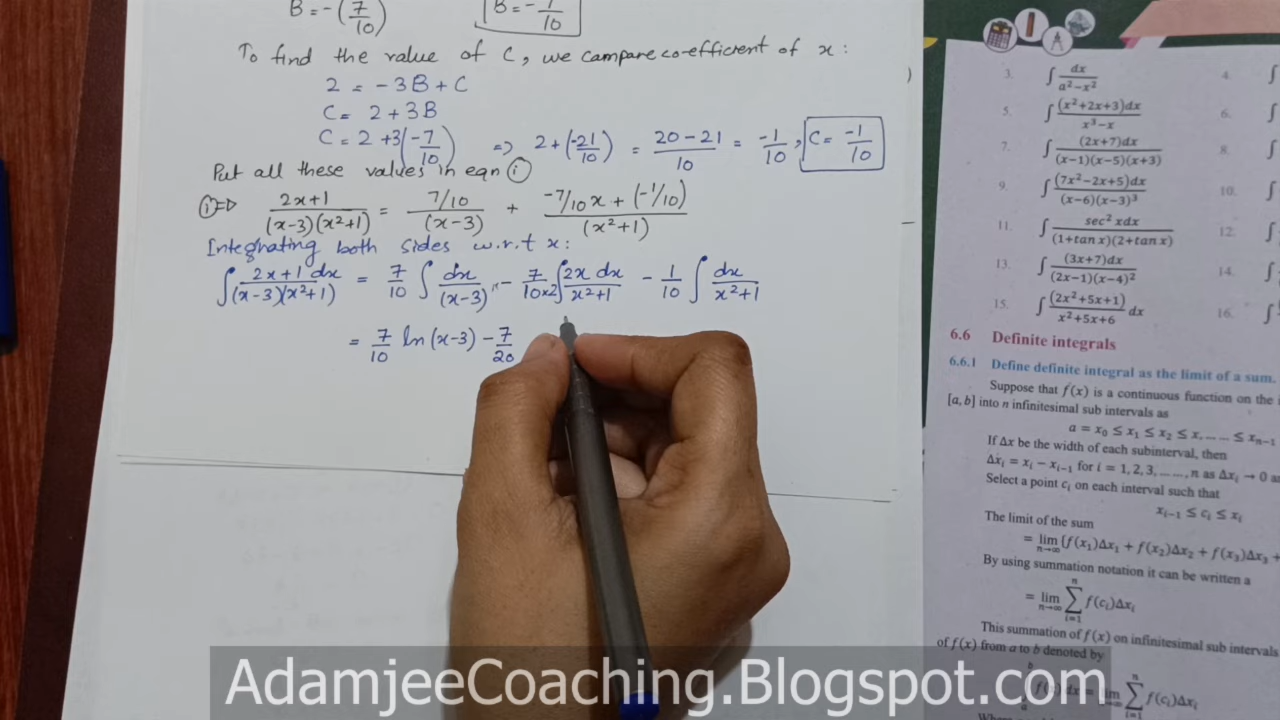 B = -(7/10)    B = -7/10
To find the value of C, we campare co-efficient of x:
2 = -3B + C
C = 2 + 3B
C = 2 + 3(-7/10) => 2 + (-21/10) = 20-21/10 = -1/10, C = -1/10
Put all these values in eqn (i)
(i) => 2x+1/(x-3)(x²+1) = 7/10/(x-3) + -7/10 x + (-1/10)/(x²+1)
Integrating both sides w.r.t x:
∫ 2x+1 dx/(x-3)(x²+1) = 7/10 ∫ dx/(x-3) - 7/10×2 ∫ 2x dx/x²+1 - 1/10 ∫ dx/x²+1
= 7/10 ln(x-3) - 7/20
3. ∫ dx/a²-x²    4. ∫
5. ∫ (x²+2x+3)dx/x³-x    6. ∫
7. ∫ (2x+7)dx/(x-1)(x-5)(x+3)    8. ∫
9. ∫ (7x²-2x+5)dx/(x-6)(x-3)³    10. ∫
11. ∫ sec² xdx/(1+tan x)(2+tan x)    12. ∫
13. ∫ (3x+7)dx/(2x-1)(x-4)²    14. ∫
15. ∫ (2x²+5x+1)/x²+5x+6 dx    16. ∫
6.6 Definite integrals
6.6.1 Define definite integral as the limit of a sum.
Suppose that f(x) is a continuous function on the
[a, b] into n infinitesimal sub intervals as
a = x₀ ≤ x₁ ≤ x₂ ≤ x, ... ... ≤ xₙ₋₁
If Δx be the width of each subinterval, then
Δxᵢ = xᵢ - xᵢ₋₁ for i = 1, 2, 3, ... ..., n as Δxᵢ → 0 as
Select a point cᵢ on each interval such that
xᵢ₋₁ ≤ cᵢ ≤ xᵢ
The limit of the sum
= lim n→∞ {f(x₁)Δx₁ + f(x₂)Δx₂ + f(x₃)Δx₃ +
By using summation notation it can be written a
= lim n→∞ Σ n i=1 f(cᵢ)Δxᵢ
This summation of f(x) on infinitesimal sub intervals
of f(x) from a to b denoted by
lim n→∞ Σ n i=1 f(cᵢ)Δxᵢ
AdamjeeCoaching.Blogspot.com